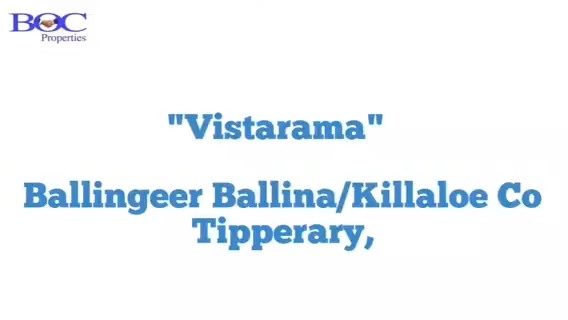 BOC
Properties
"Vistarama"
Ballingeer Ballina/Killaloe Co
Tipperary,